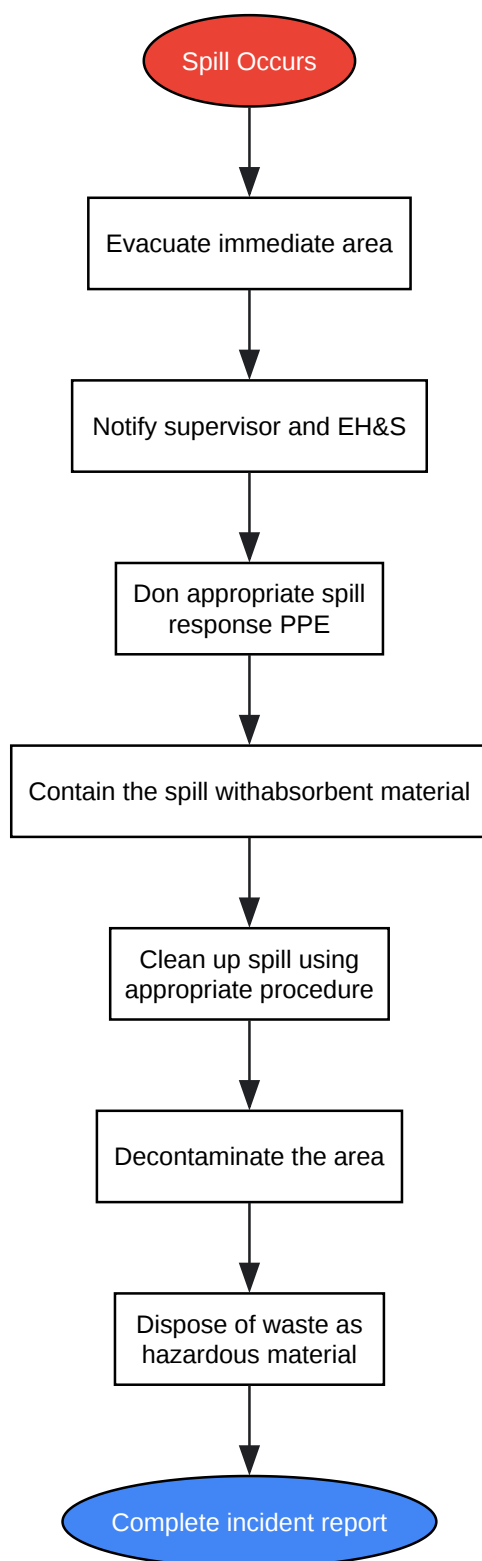 Spill Occurs
Evacuate immediate area
Notify supervisor and EH&S
Don appropriate spill
response PPE
Contain the spill withabsorbent material
Clean up spill using
appropriate procedure
Decontaminate the area
Dispose of waste as
hazardous material
Complete incident report